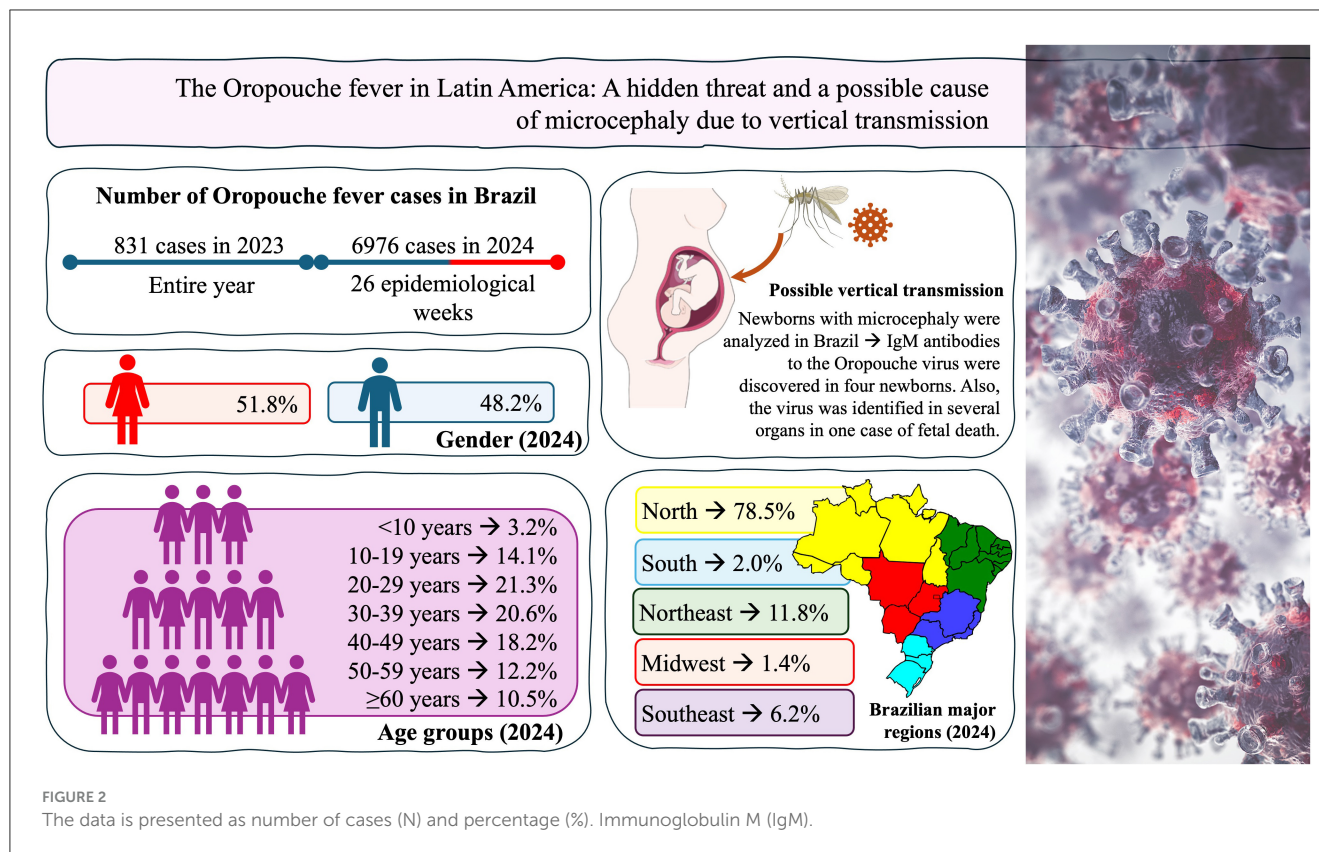 The Oropouche fever in Latin America: A hidden threat and a possible cause
of microcephaly due to vertical transmission
Number of Oropouche fever cases in Brazil
831 cases in 2023
Entire year
6976 cases in 2024
26 epidemiological
weeks
51.8%
48.2%
Gender (2024)
<10 years → 3.2%
10-19 years → 14.1%
20-29 years → 21.3%
30-39 years → 20.6%
40-49 years → 18.2%
50-59 years → 12.2%
≥60 years → 10.5%
Age groups (2024)
Possible vertical transmission
Newborns with microcephaly were
analyzed in Brazil → IgM antibodies
to the Oropouche virus were
discovered in four newborns. Also,
the virus was identified in several
organs in one case of fetal death.
North → 78.5%
South → 2.0%
Northeast → 11.8%
Midwest → 1.4%
Southeast → 6.2%
Brazilian major
regions (2024)
FIGURE 2
The data is presented as number of cases (N) and percentage (%). Immunoglobulin M (IgM).